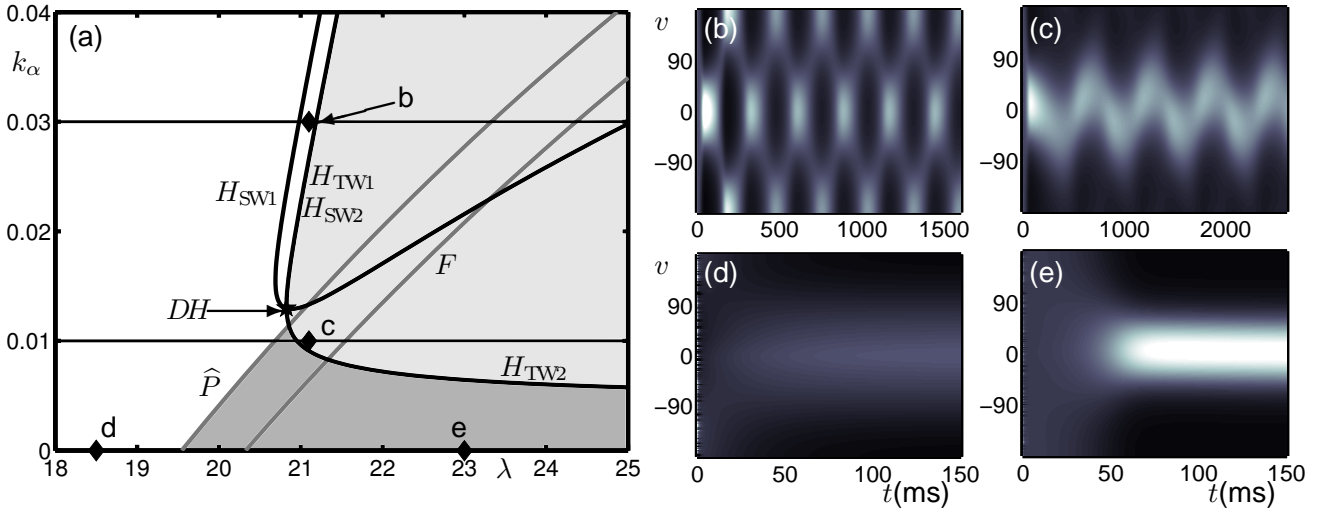 (a)
k_α
0.04
0.03
0.02
0.01
0
18 19 20 21 22 23 24 25
λ
b
c
d
e
H_SW1
H_TW1
H_SW2
DH
F
P̂
H_TW2
(b)
v
90
0
−90
0 500 1000 1500
(c)
90
0
−90
0 1000 2000
(d)
v
90
0
−90
0 50 100 150
t(ms)
(e)
90
0
−90
0 50 100 150
t(ms)